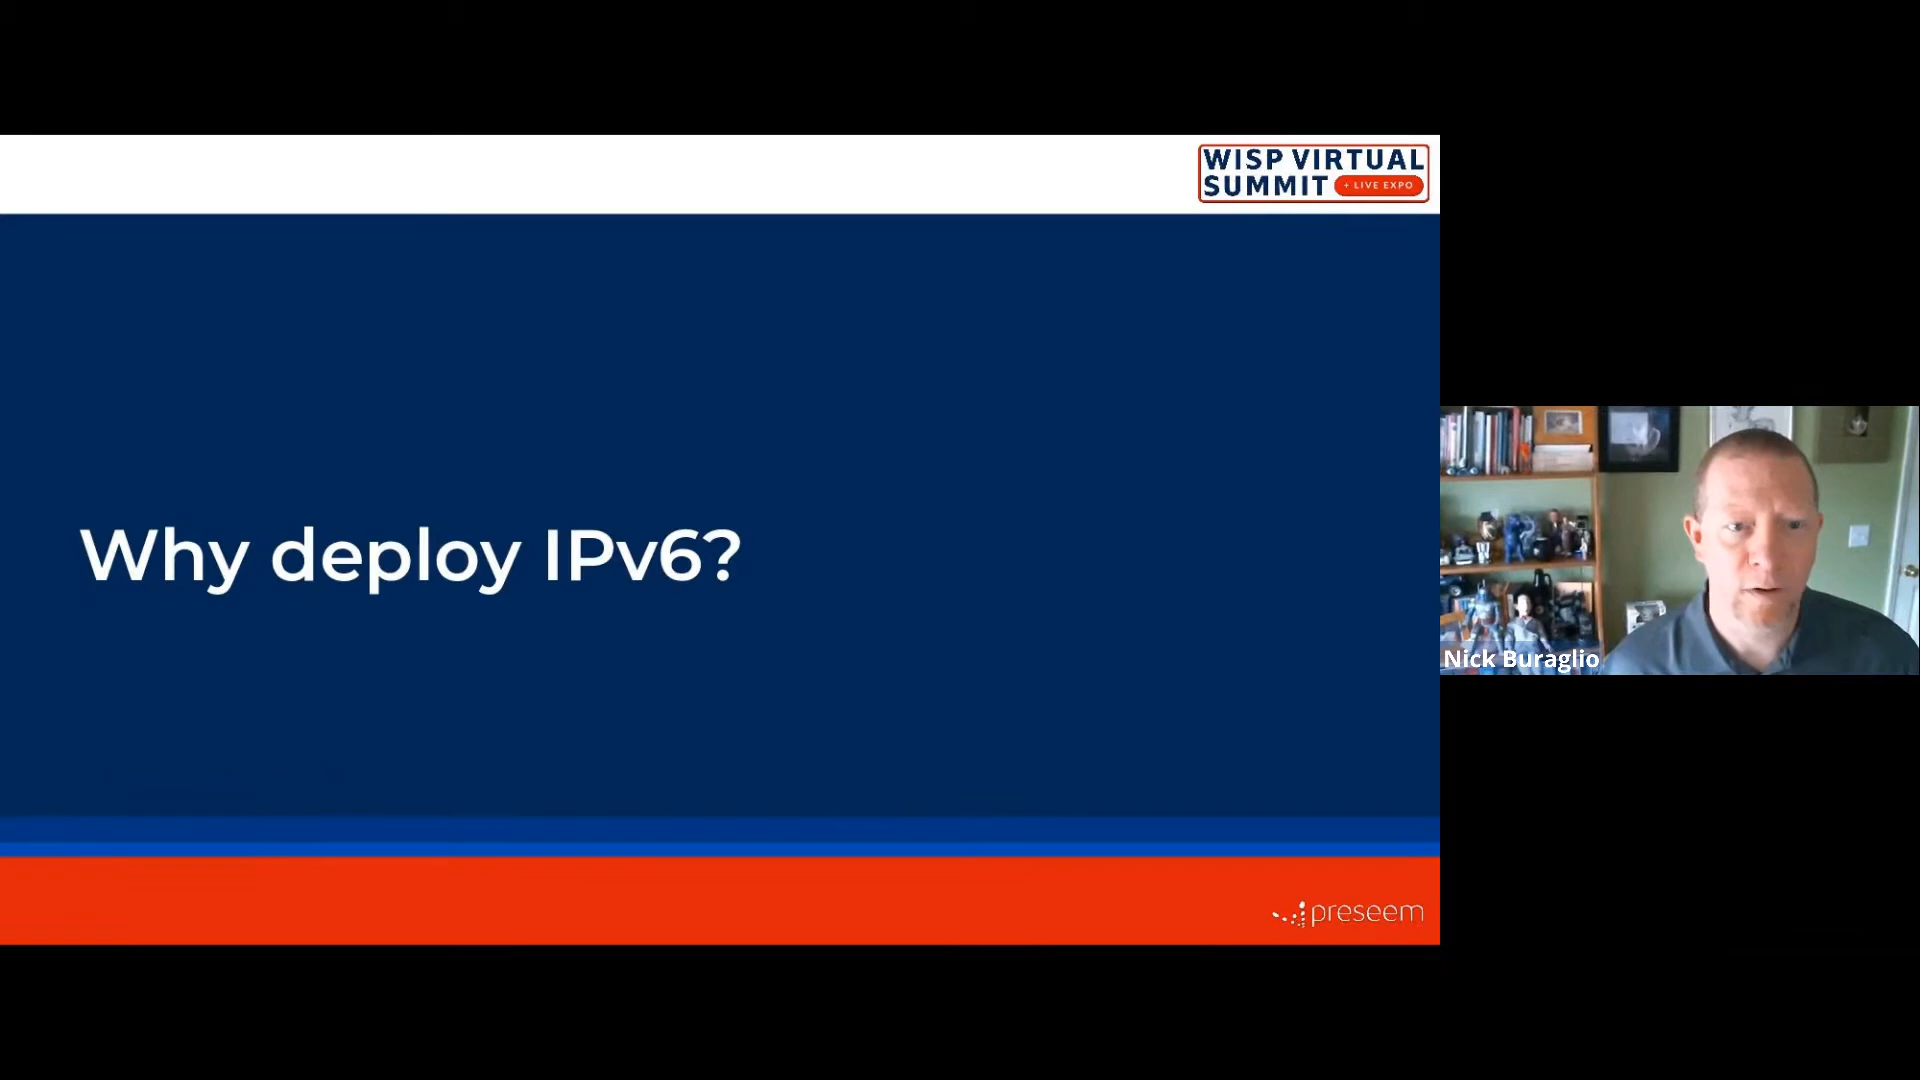 WISP VIRTUAL
SUMMIT + LIVE EXPO
Why deploy IPv6?
Nick Buraglio
preseem